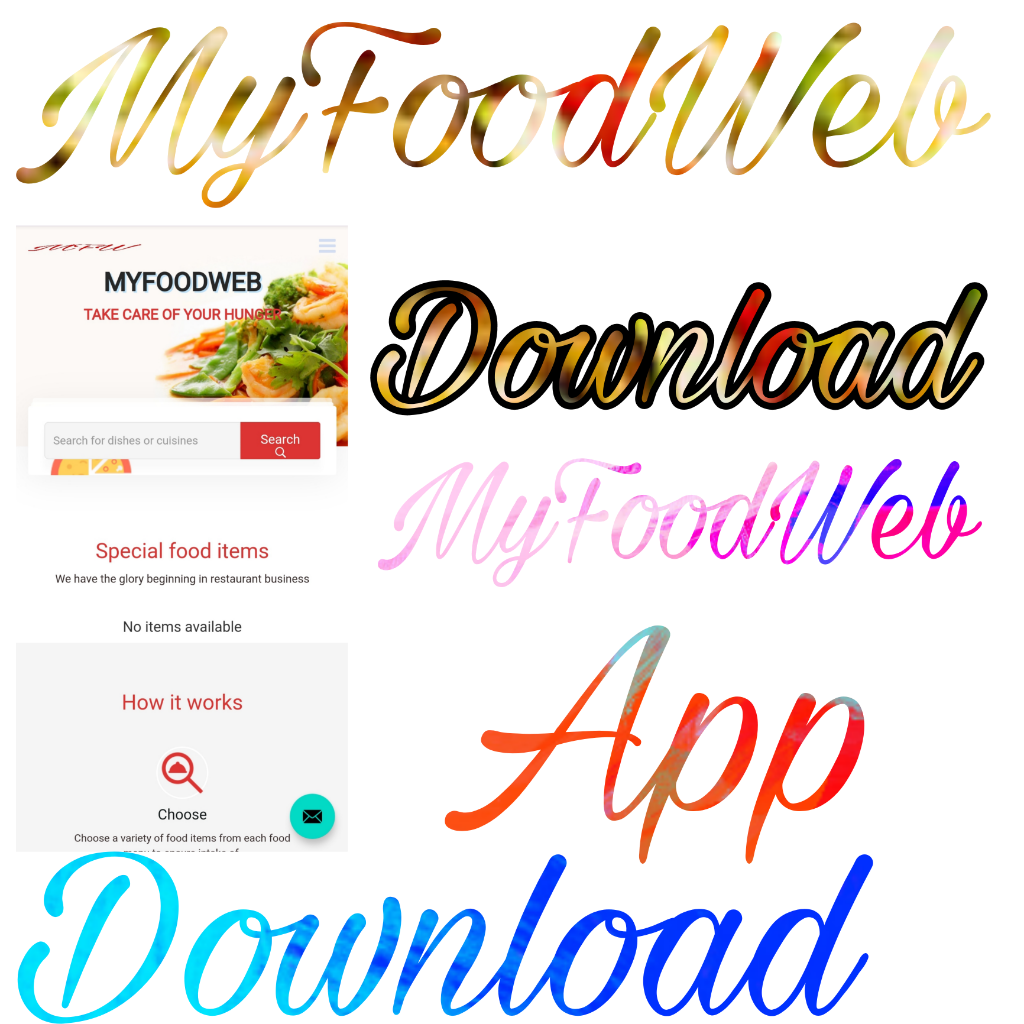 MyFoodWeb
MYFOODWEB
TAKE CARE OF YOUR HUNGER
Search for dishes or cuisines
Search
Special food items
We have the glory beginning in restaurant business
No items available
How it works
Choose
Choose a variety of food items from each food
Download
MyFoodWeb
App
Download